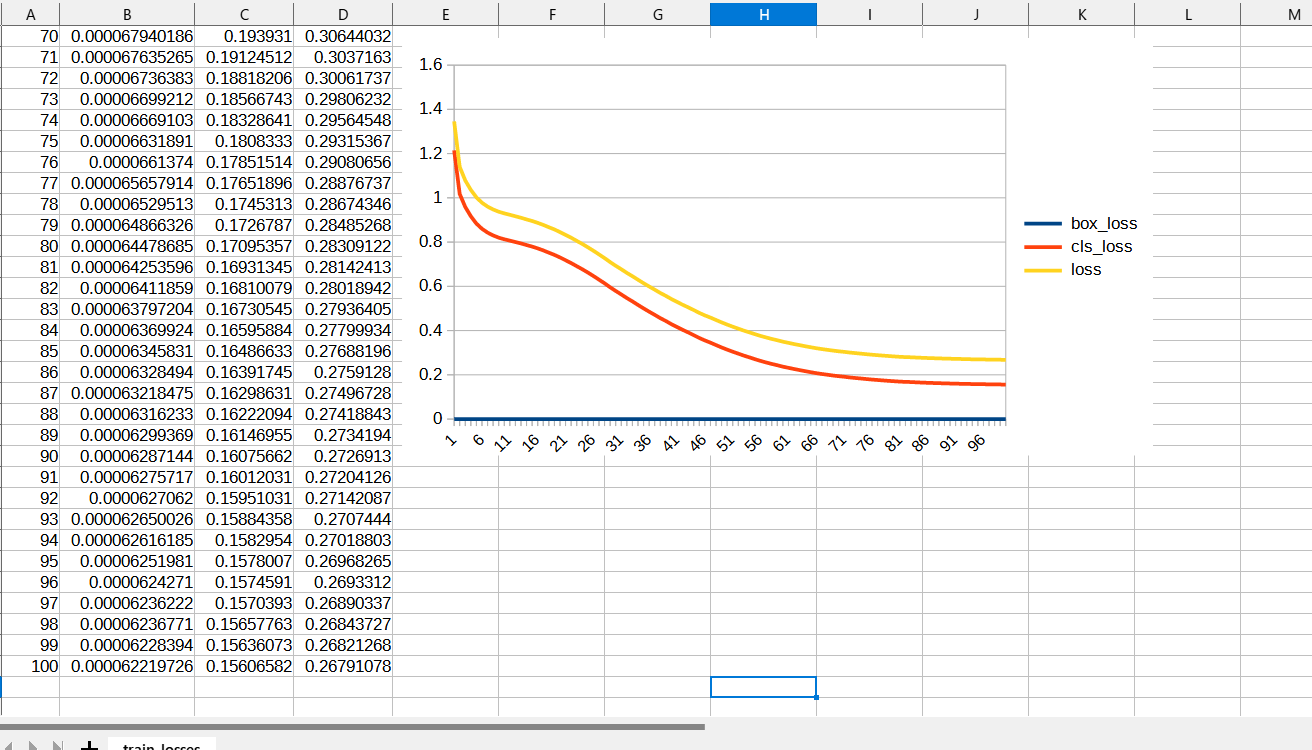 A B C D E F G H I J K L M
70 0.000067940186 0.193931 0.30644032
71 0.000067635265 0.19124512 0.3037163
72 0.00006736383 0.18818206 0.30061737
73 0.00006699212 0.18566743 0.29806232
74 0.00006669103 0.18328641 0.29564548
75 0.00006631891 0.1808333 0.29315367
76 0.0000661374 0.17851514 0.29080656
77 0.000065657914 0.17651896 0.28876737
78 0.00006529513 0.1745313 0.28674346
79 0.000064866326 0.1726787 0.28485268
80 0.000064478685 0.17095357 0.28309122
81 0.000064253596 0.16931345 0.28142413
82 0.00006411859 0.16810079 0.28018942
83 0.000063797204 0.16730545 0.27936405
84 0.00006369924 0.16595884 0.27799934
85 0.00006345831 0.16486633 0.27688196
86 0.00006328494 0.16391745 0.2759128
87 0.000063218475 0.16298631 0.27496728
88 0.00006316233 0.16222094 0.27418843
89 0.00006299369 0.16146955 0.2734194
90 0.00006287144 0.16075662 0.2726913
91 0.00006275717 0.16012031 0.27204126
92 0.0000627062 0.15951031 0.27142087
93 0.000062650026 0.15884358 0.2707444
94 0.000062616185 0.1582954 0.27018803
95 0.00006251981 0.1578007 0.26968265
96 0.0000624271 0.1574591 0.2693312
97 0.00006236222 0.1570393 0.26890337
98 0.00006236771 0.15657763 0.26843727
99 0.00006228394 0.15636073 0.26821268
100 0.000062219726 0.15606582 0.26791078
1.6
1.4
1.2
1
0.8
0.6
0.4
0.2
0
1 6 11 16 21 26 31 36 41 46 51 56 61 66 71 76 81 86 91 96
box_loss
cls_loss
loss
train_losses